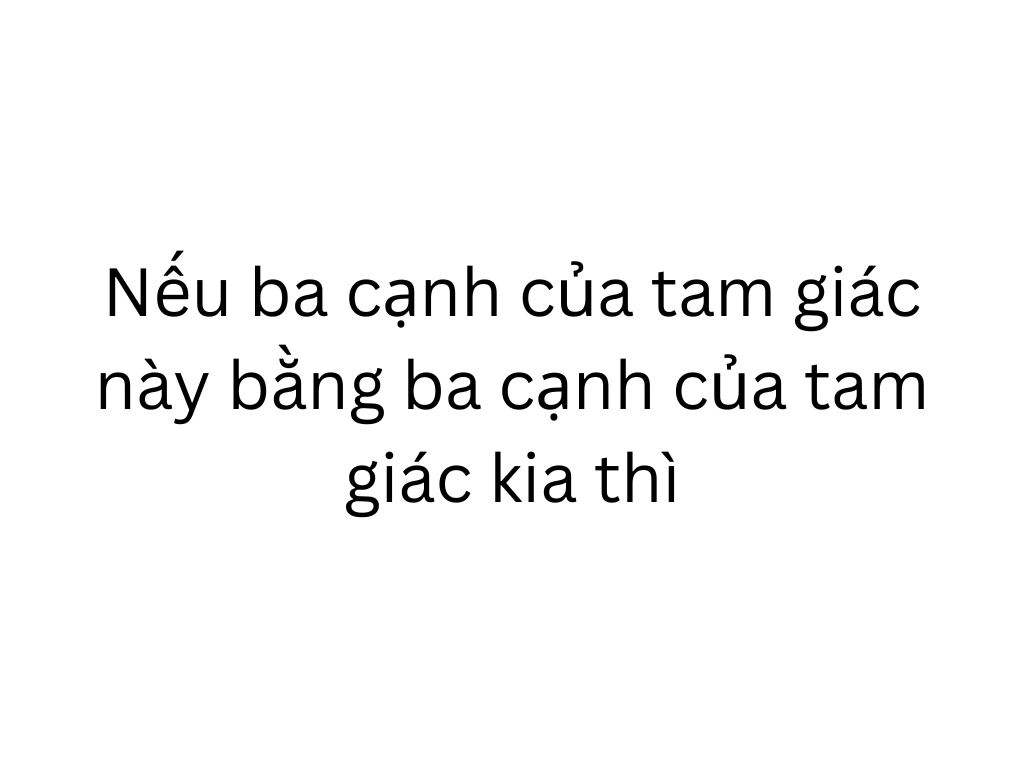 Nếu ba cạnh của tam giác
này bằng ba cạnh của tam
giác kia thì